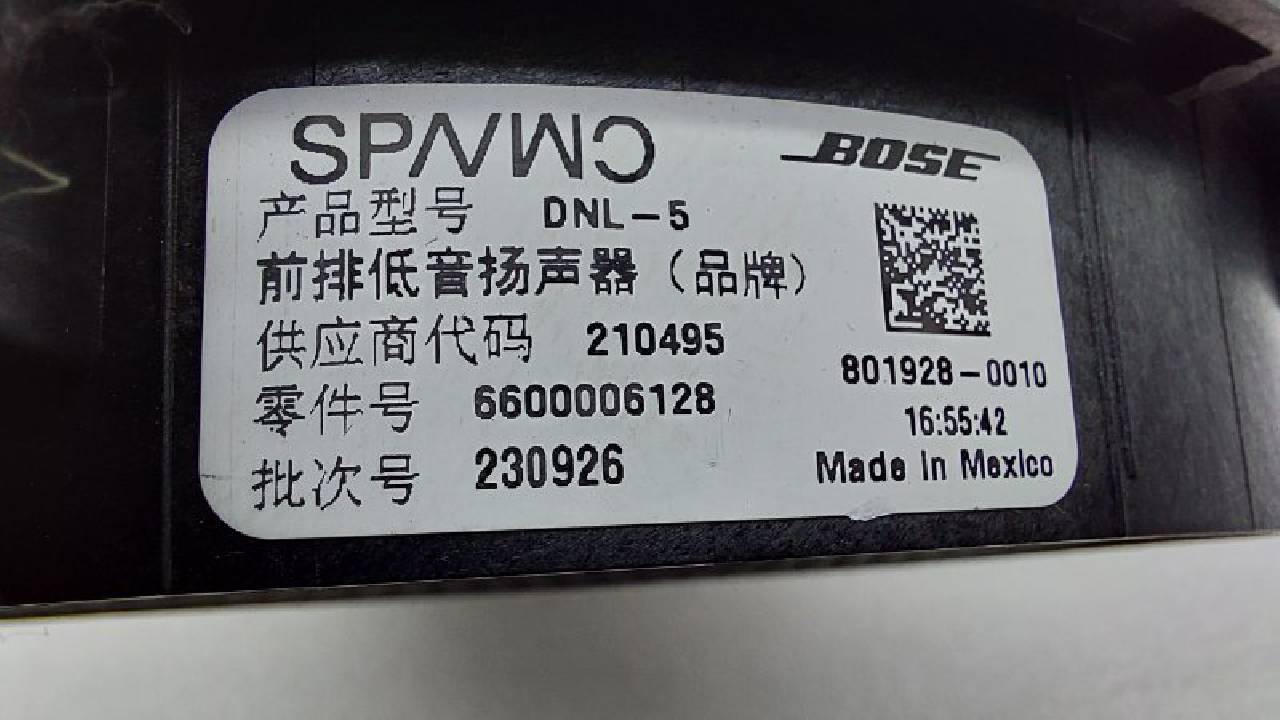 SPΛVMO
BOSE
产品型号 DNL-5
前排低音扬声器（品牌）
供应商代码 210495
零件号 6600006128
批次号 230926
801928-0010
16:55:42
Made In Mexico